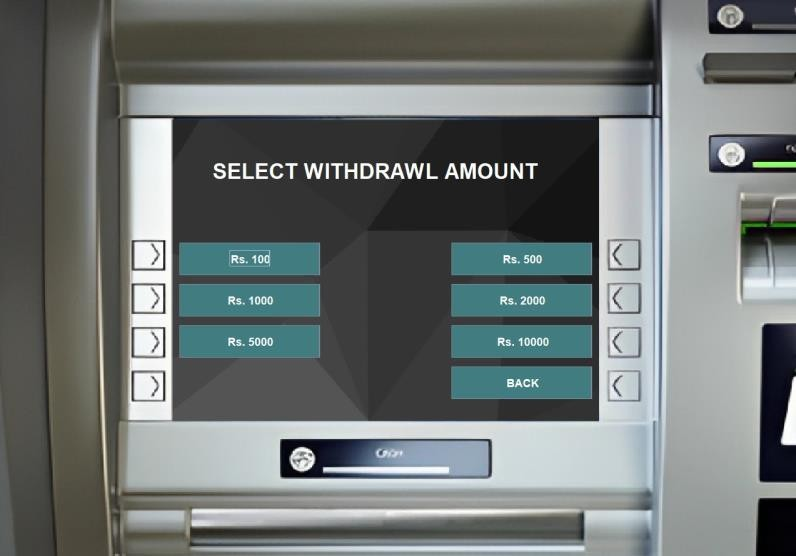 SELECT WITHDRAWL AMOUNT
Rs. 100
Rs. 500
Rs. 1000
Rs. 2000
Rs. 5000
Rs. 10000
BACK